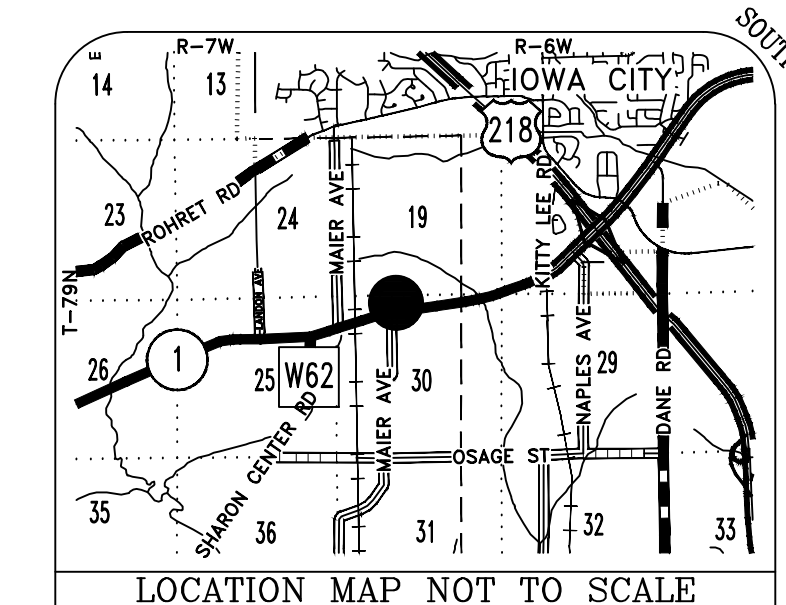 SOUT
R-7W
R-6W
E
14
13
IOWA CITY
218
ROHRET RD
MAIER AVE
KITTY LEE RD
23
24
19
T-79N
LANDON AVE
1
26
25
W62
30
29
NAPLES AVE
DANE RD
MAIER AVE
SHARON CENTER RD
OSAGE ST
35
36
31
32
33
LOCATION MAP NOT TO SCALE